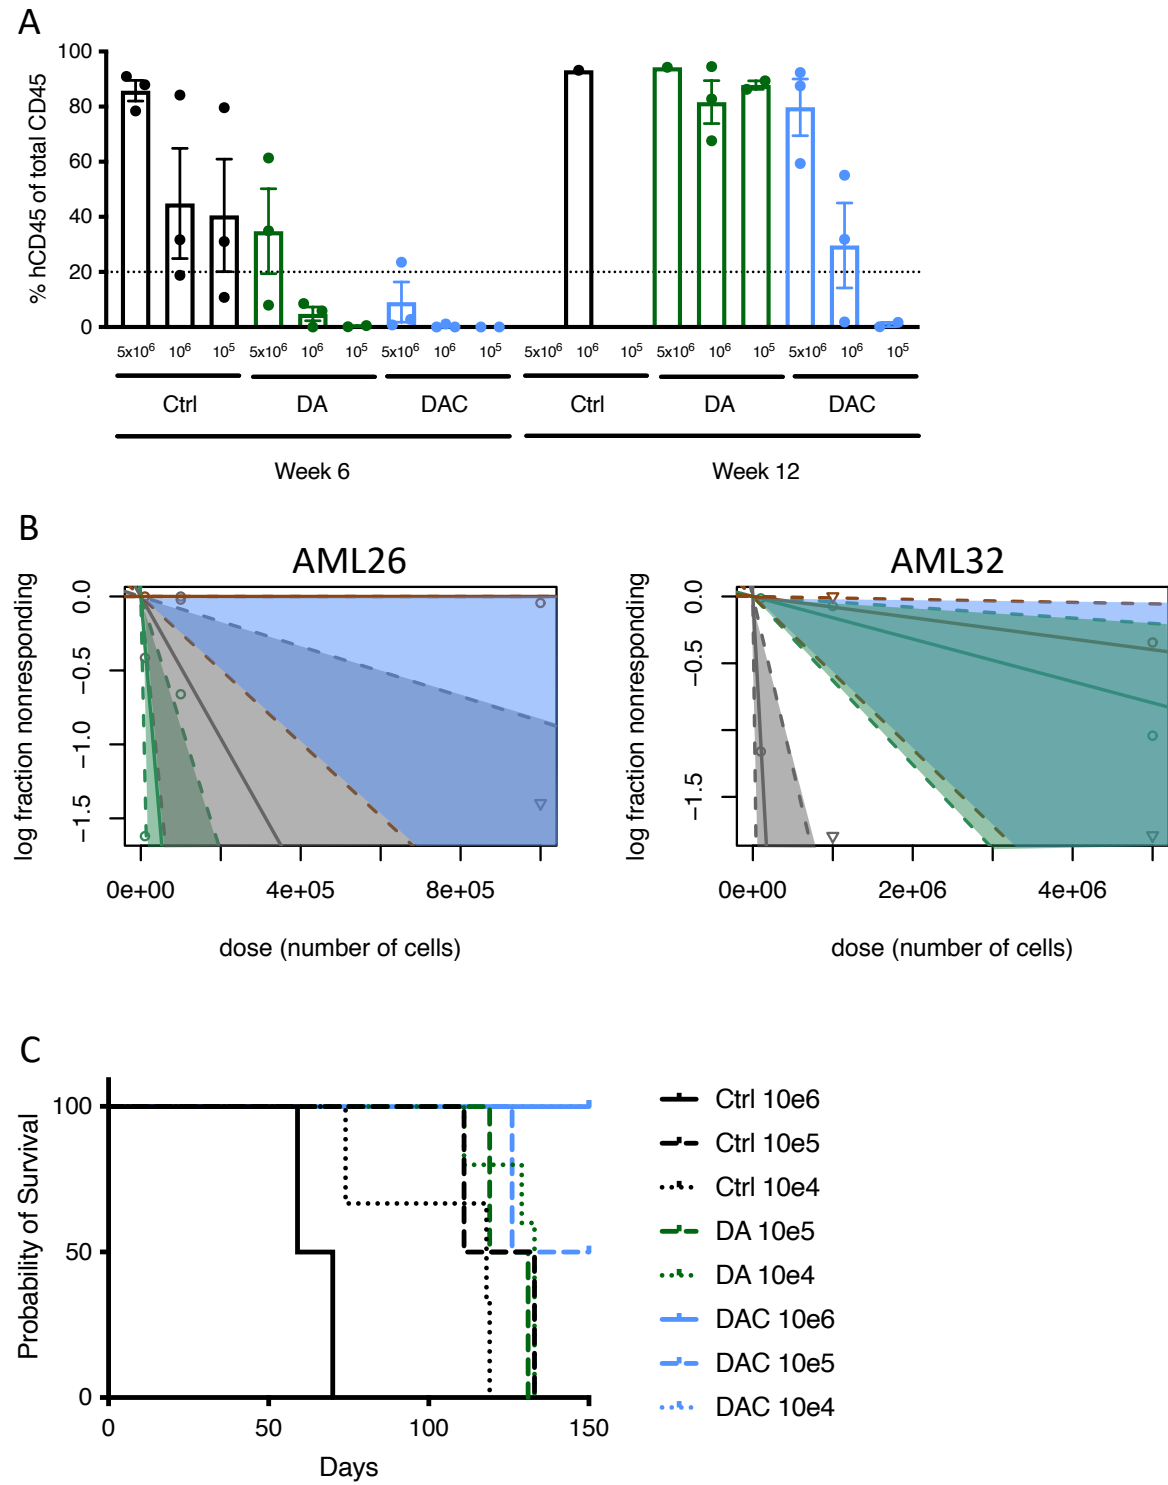 A
% hCD45 of total CD45
100
80
60
40
20
0
5x10⁶ 10⁶ 10⁵ 5x10⁶ 10⁶ 10⁵ 5x10⁶ 10⁶ 10⁵ 5x10⁶ 10⁶ 10⁵ 5x10⁶ 10⁶ 10⁵ 5x10⁶ 10⁶ 10⁵
Ctrl DA DAC Ctrl DA DAC
Week 6 Week 12
B
AML26
log fraction nonresponding
0.0
−0.5
−1.0
−1.5
0e+00 4e+05 8e+05
dose (number of cells)
AML32
log fraction nonresponding
0.0
−0.5
−1.5
0e+00 2e+06 4e+06
dose (number of cells)
C
Probability of Survival
100
50
0
0 50 100 150
Days
Ctrl 10e6
Ctrl 10e5
Ctrl 10e4
DA 10e5
DA 10e4
DAC 10e6
DAC 10e5
DAC 10e4